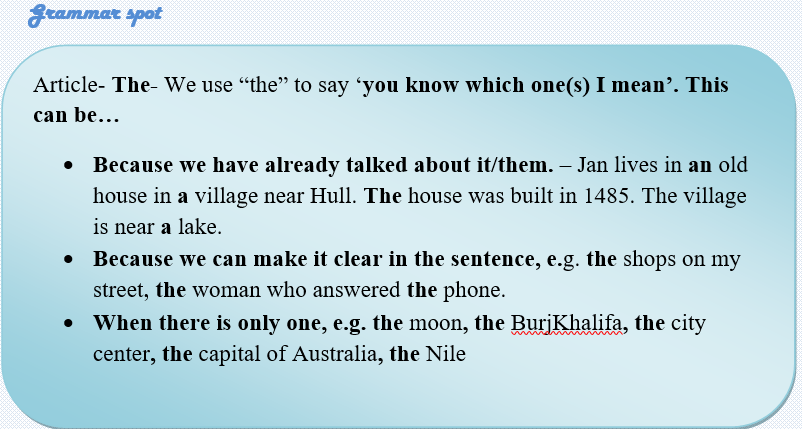 Grammar spot
Article- The- We use “the” to say ‘you know which one(s) I mean’. This
can be…
• Because we have already talked about it/them. – Jan lives in an old
house in a village near Hull. The house was built in 1485. The village
is near a lake.
• Because we can make it clear in the sentence, e.g. the shops on my
street, the woman who answered the phone.
• When there is only one, e.g. the moon, the BurjKhalifa, the city
center, the capital of Australia, the Nile